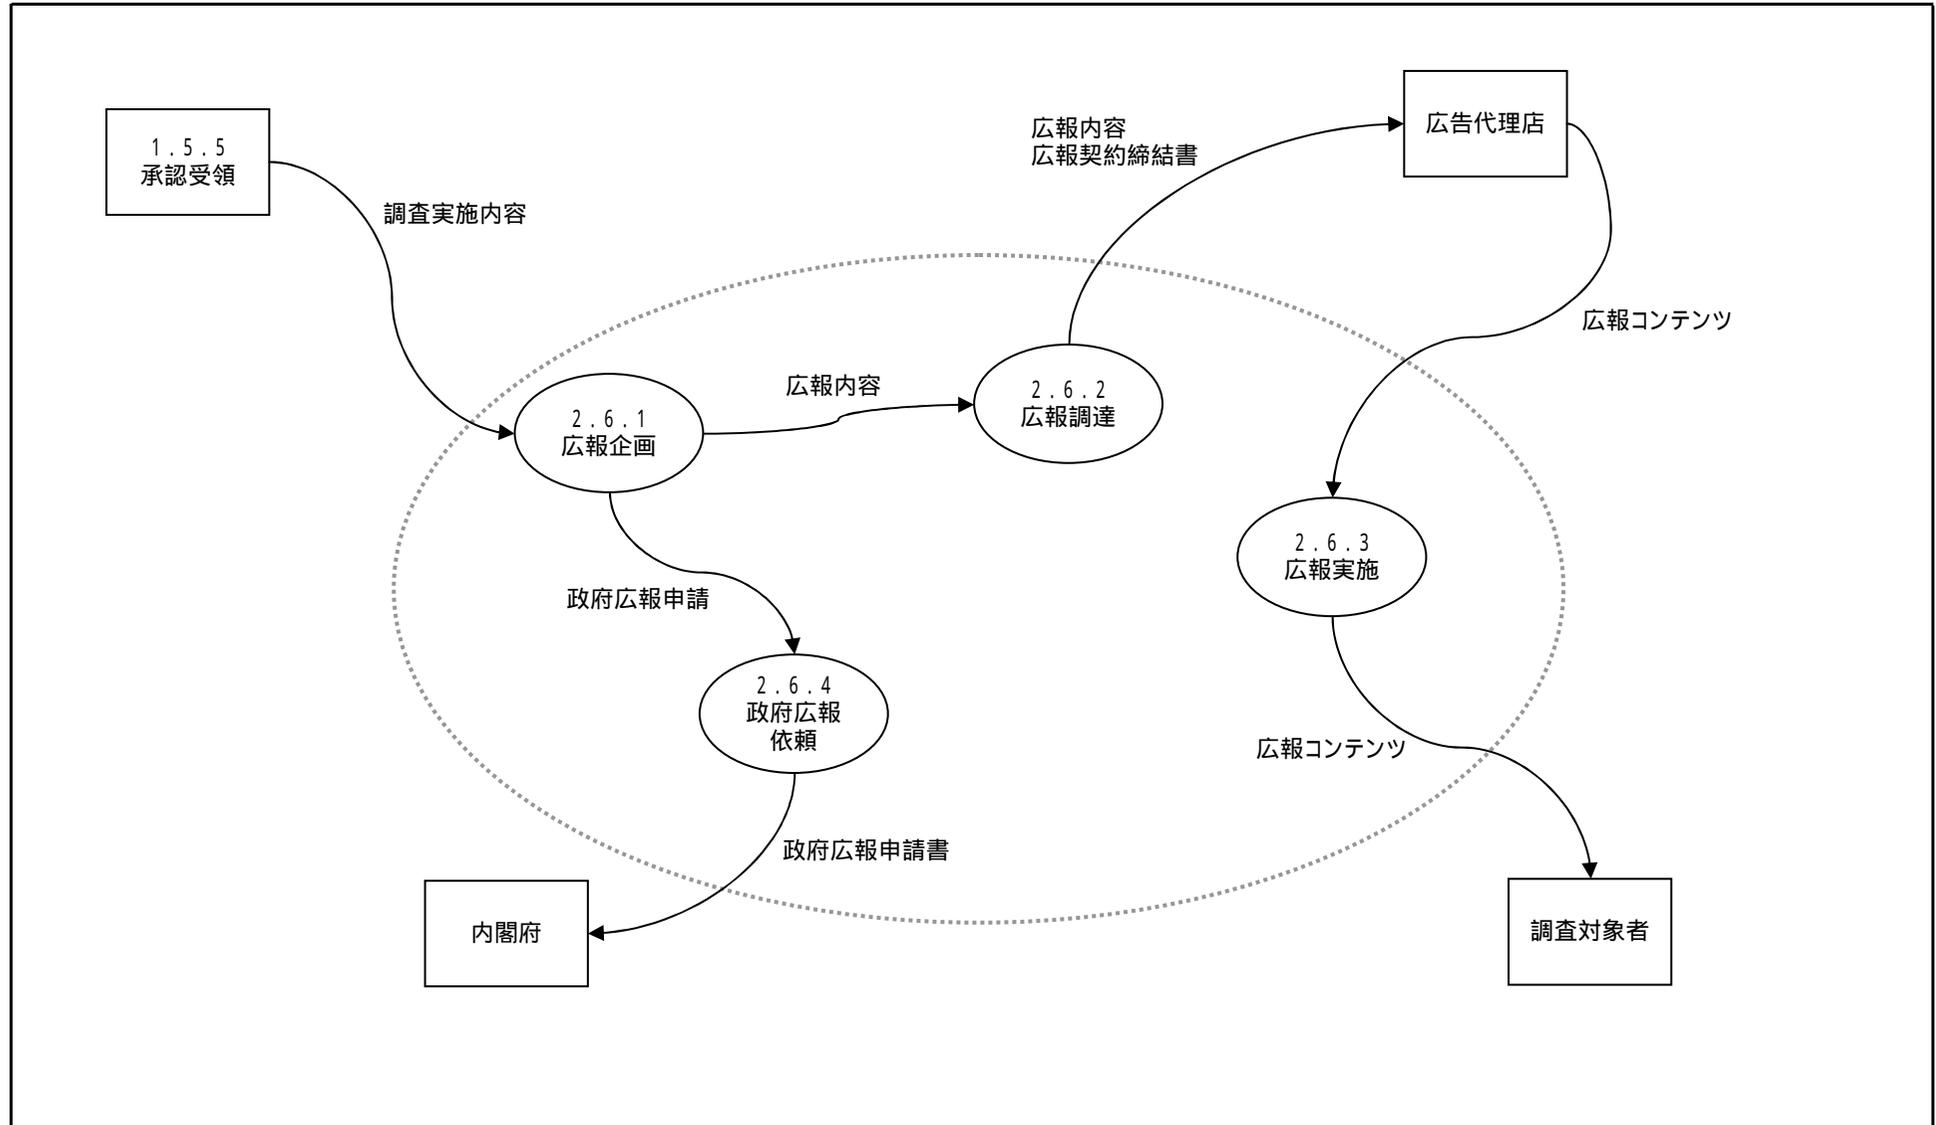 広告代理店
広報内容
広報契約締結書
1.5.5
承認受領
調査実施内容
広報コンテンツ
広報内容
2.6.2
広報調達
2.6.1
広報企画
2.6.3
広報実施
政府広報申請
2.6.4
政府広報
依頼
広報コンテンツ
政府広報申請書
内閣府
調査対象者